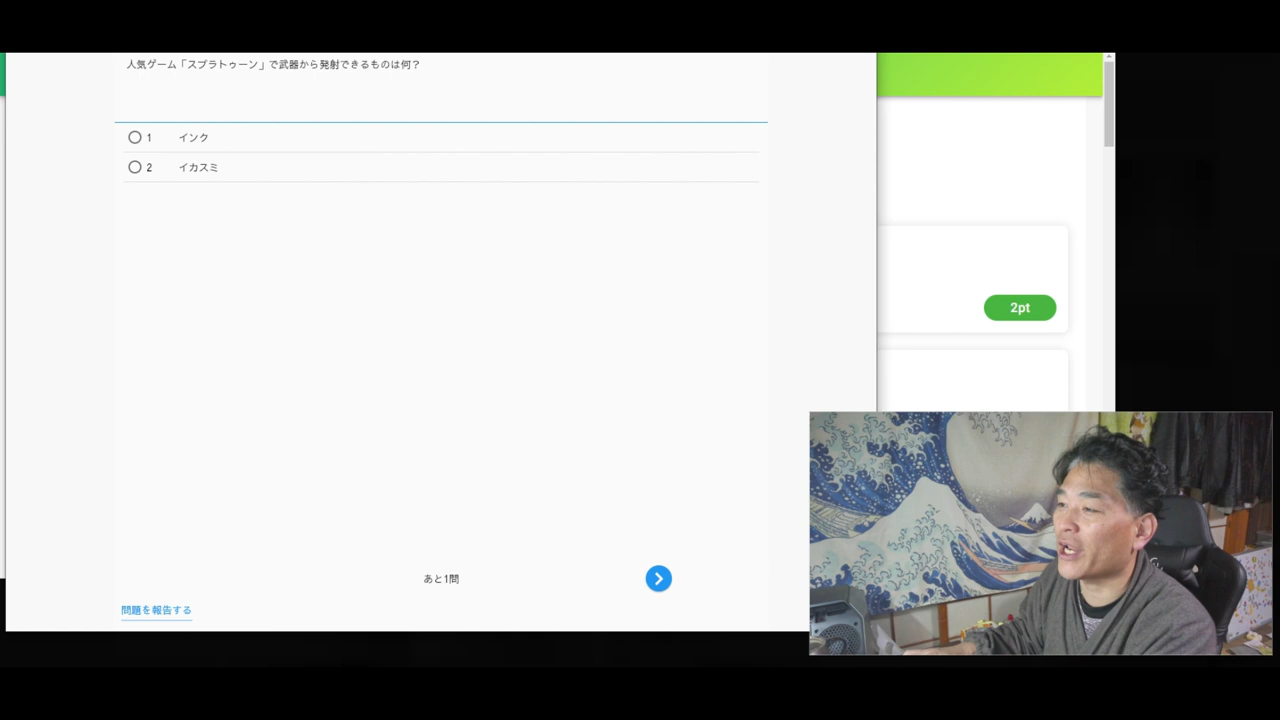 人気ゲーム「スプラトゥーン」で武器から発射できるものは何？
1 インク
2 イカスミ
2pt
あと1問
問題を報告する